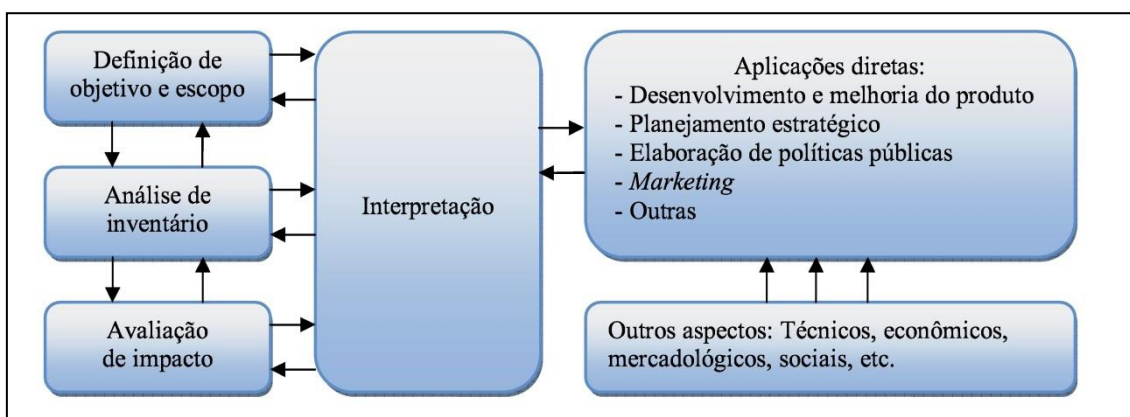 Definição de
objetivo e escopo
Análise de
inventário
Avaliação
de impacto
Interpretação
Aplicações diretas:
- Desenvolvimento e melhoria do produto
- Planejamento estratégico
- Elaboração de políticas públicas
- Marketing
- Outras
Outros aspectos: Técnicos, econômicos,
mercadológicos, sociais, etc.